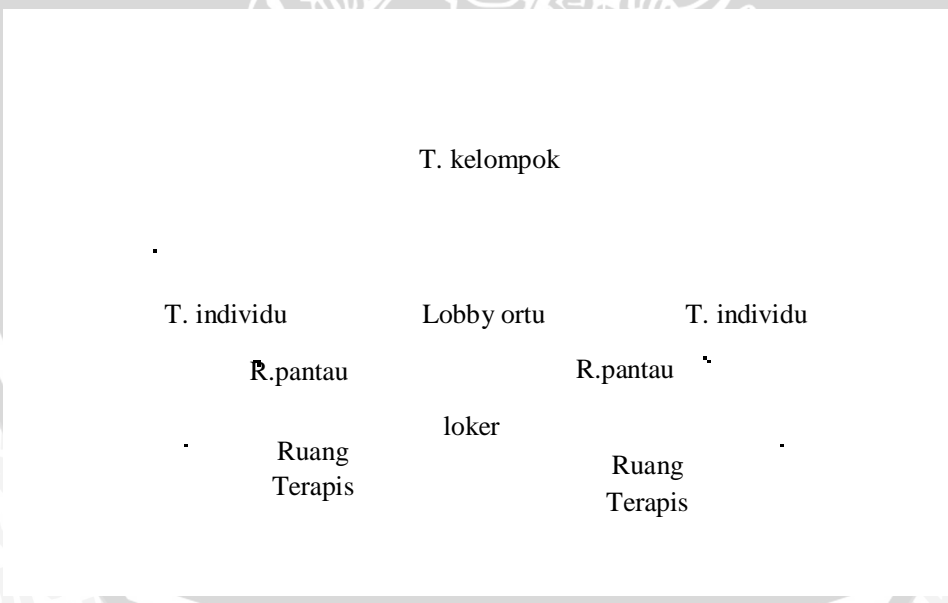 T. kelompok
T. individu
Lobby ortu
T. individu
R.pantau
R.pantau
loker
Ruang
Terapis
Ruang
Terapis